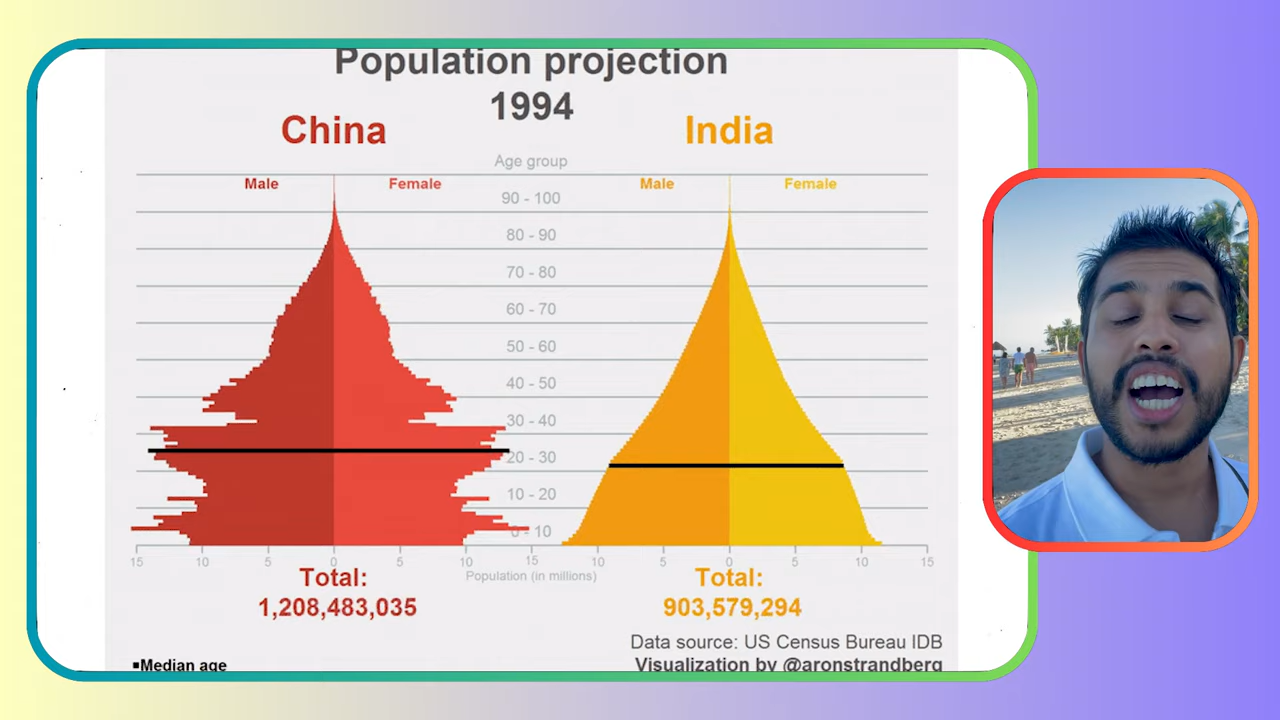 Population projection
1994
China
India
Age group
Male
Female
Male
Female
90 - 100
80 - 90
70 - 80
60 - 70
50 - 60
40 - 50
30 - 40
20 - 30
10 - 20
0 - 10
15 10 5 0 5 10 15 10 5 0 5 10 15
Population (in millions)
Total:
1,208,483,035
Total:
903,579,294
Data source: US Census Bureau IDB
Median age
Visualization by @aronstrandberg